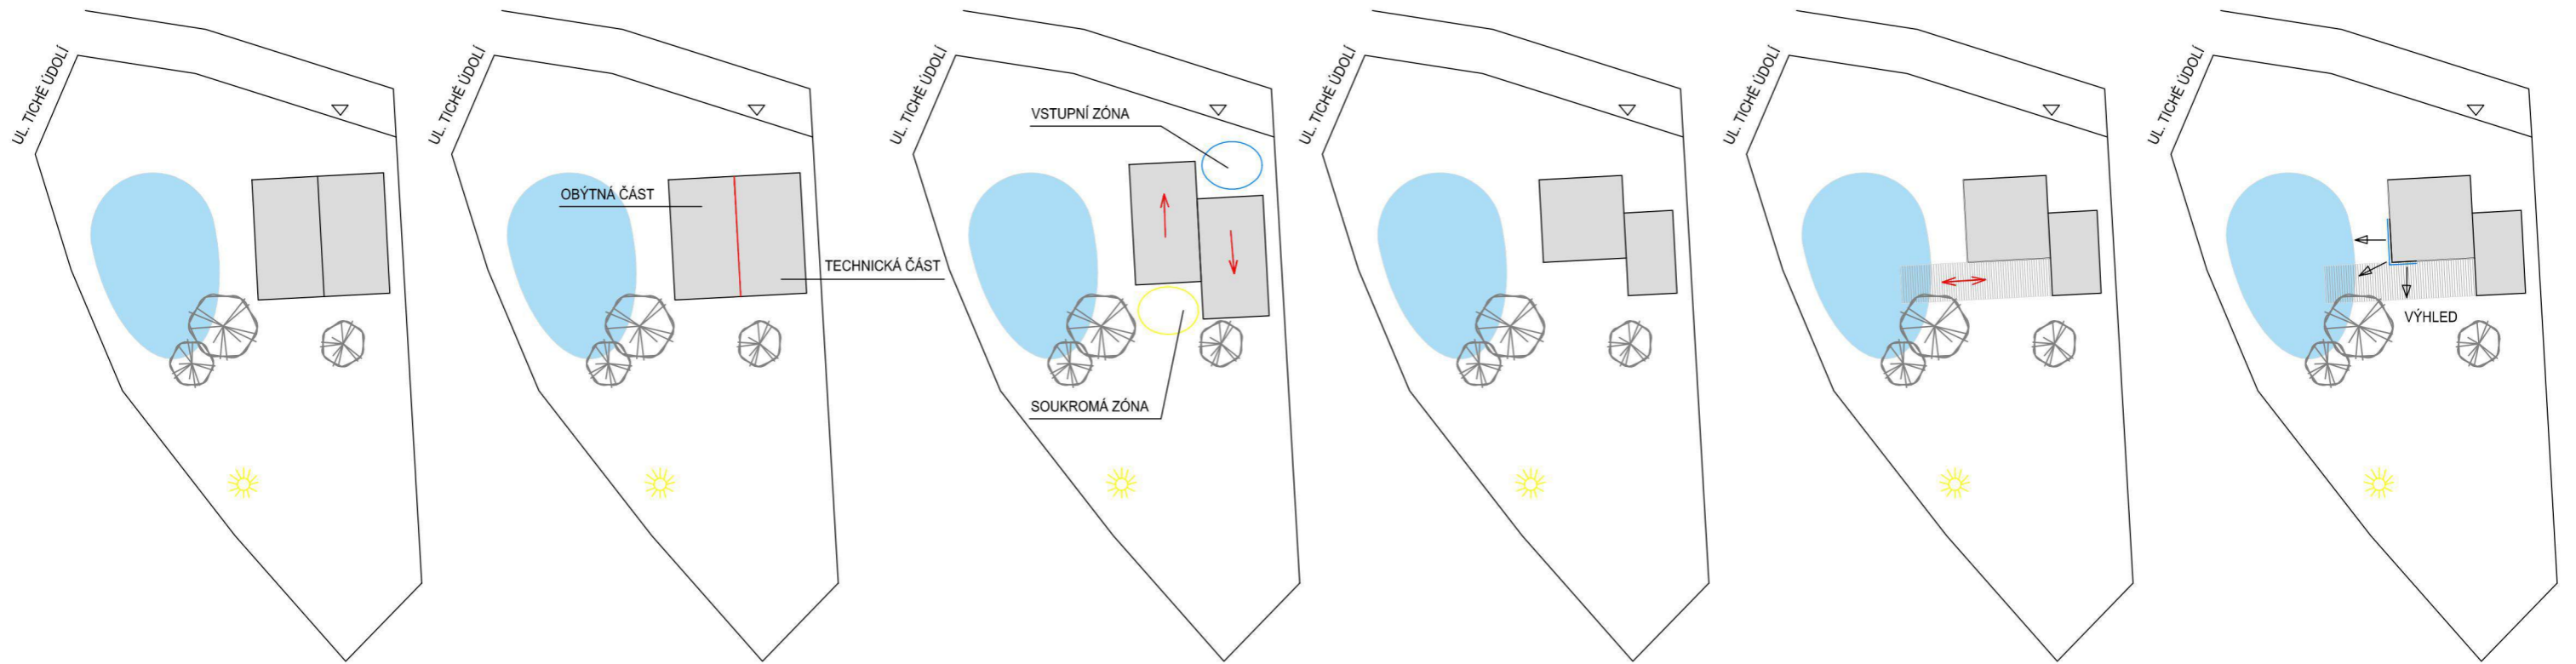 UL. TICHÉ ÚDOLÍ
UL. TICHÉ ÚDOLÍ
OBÝTNÁ ČÁST
TECHNICKÁ ČÁST
UL. TICHÉ ÚDOLÍ
VSTUPNÍ ZÓNA
SOUKROMÁ ZÓNA
UL. TICHÉ ÚDOLÍ
UL. TICHÉ ÚDOLÍ
UL. TICHÉ ÚDOLÍ
VÝHLED